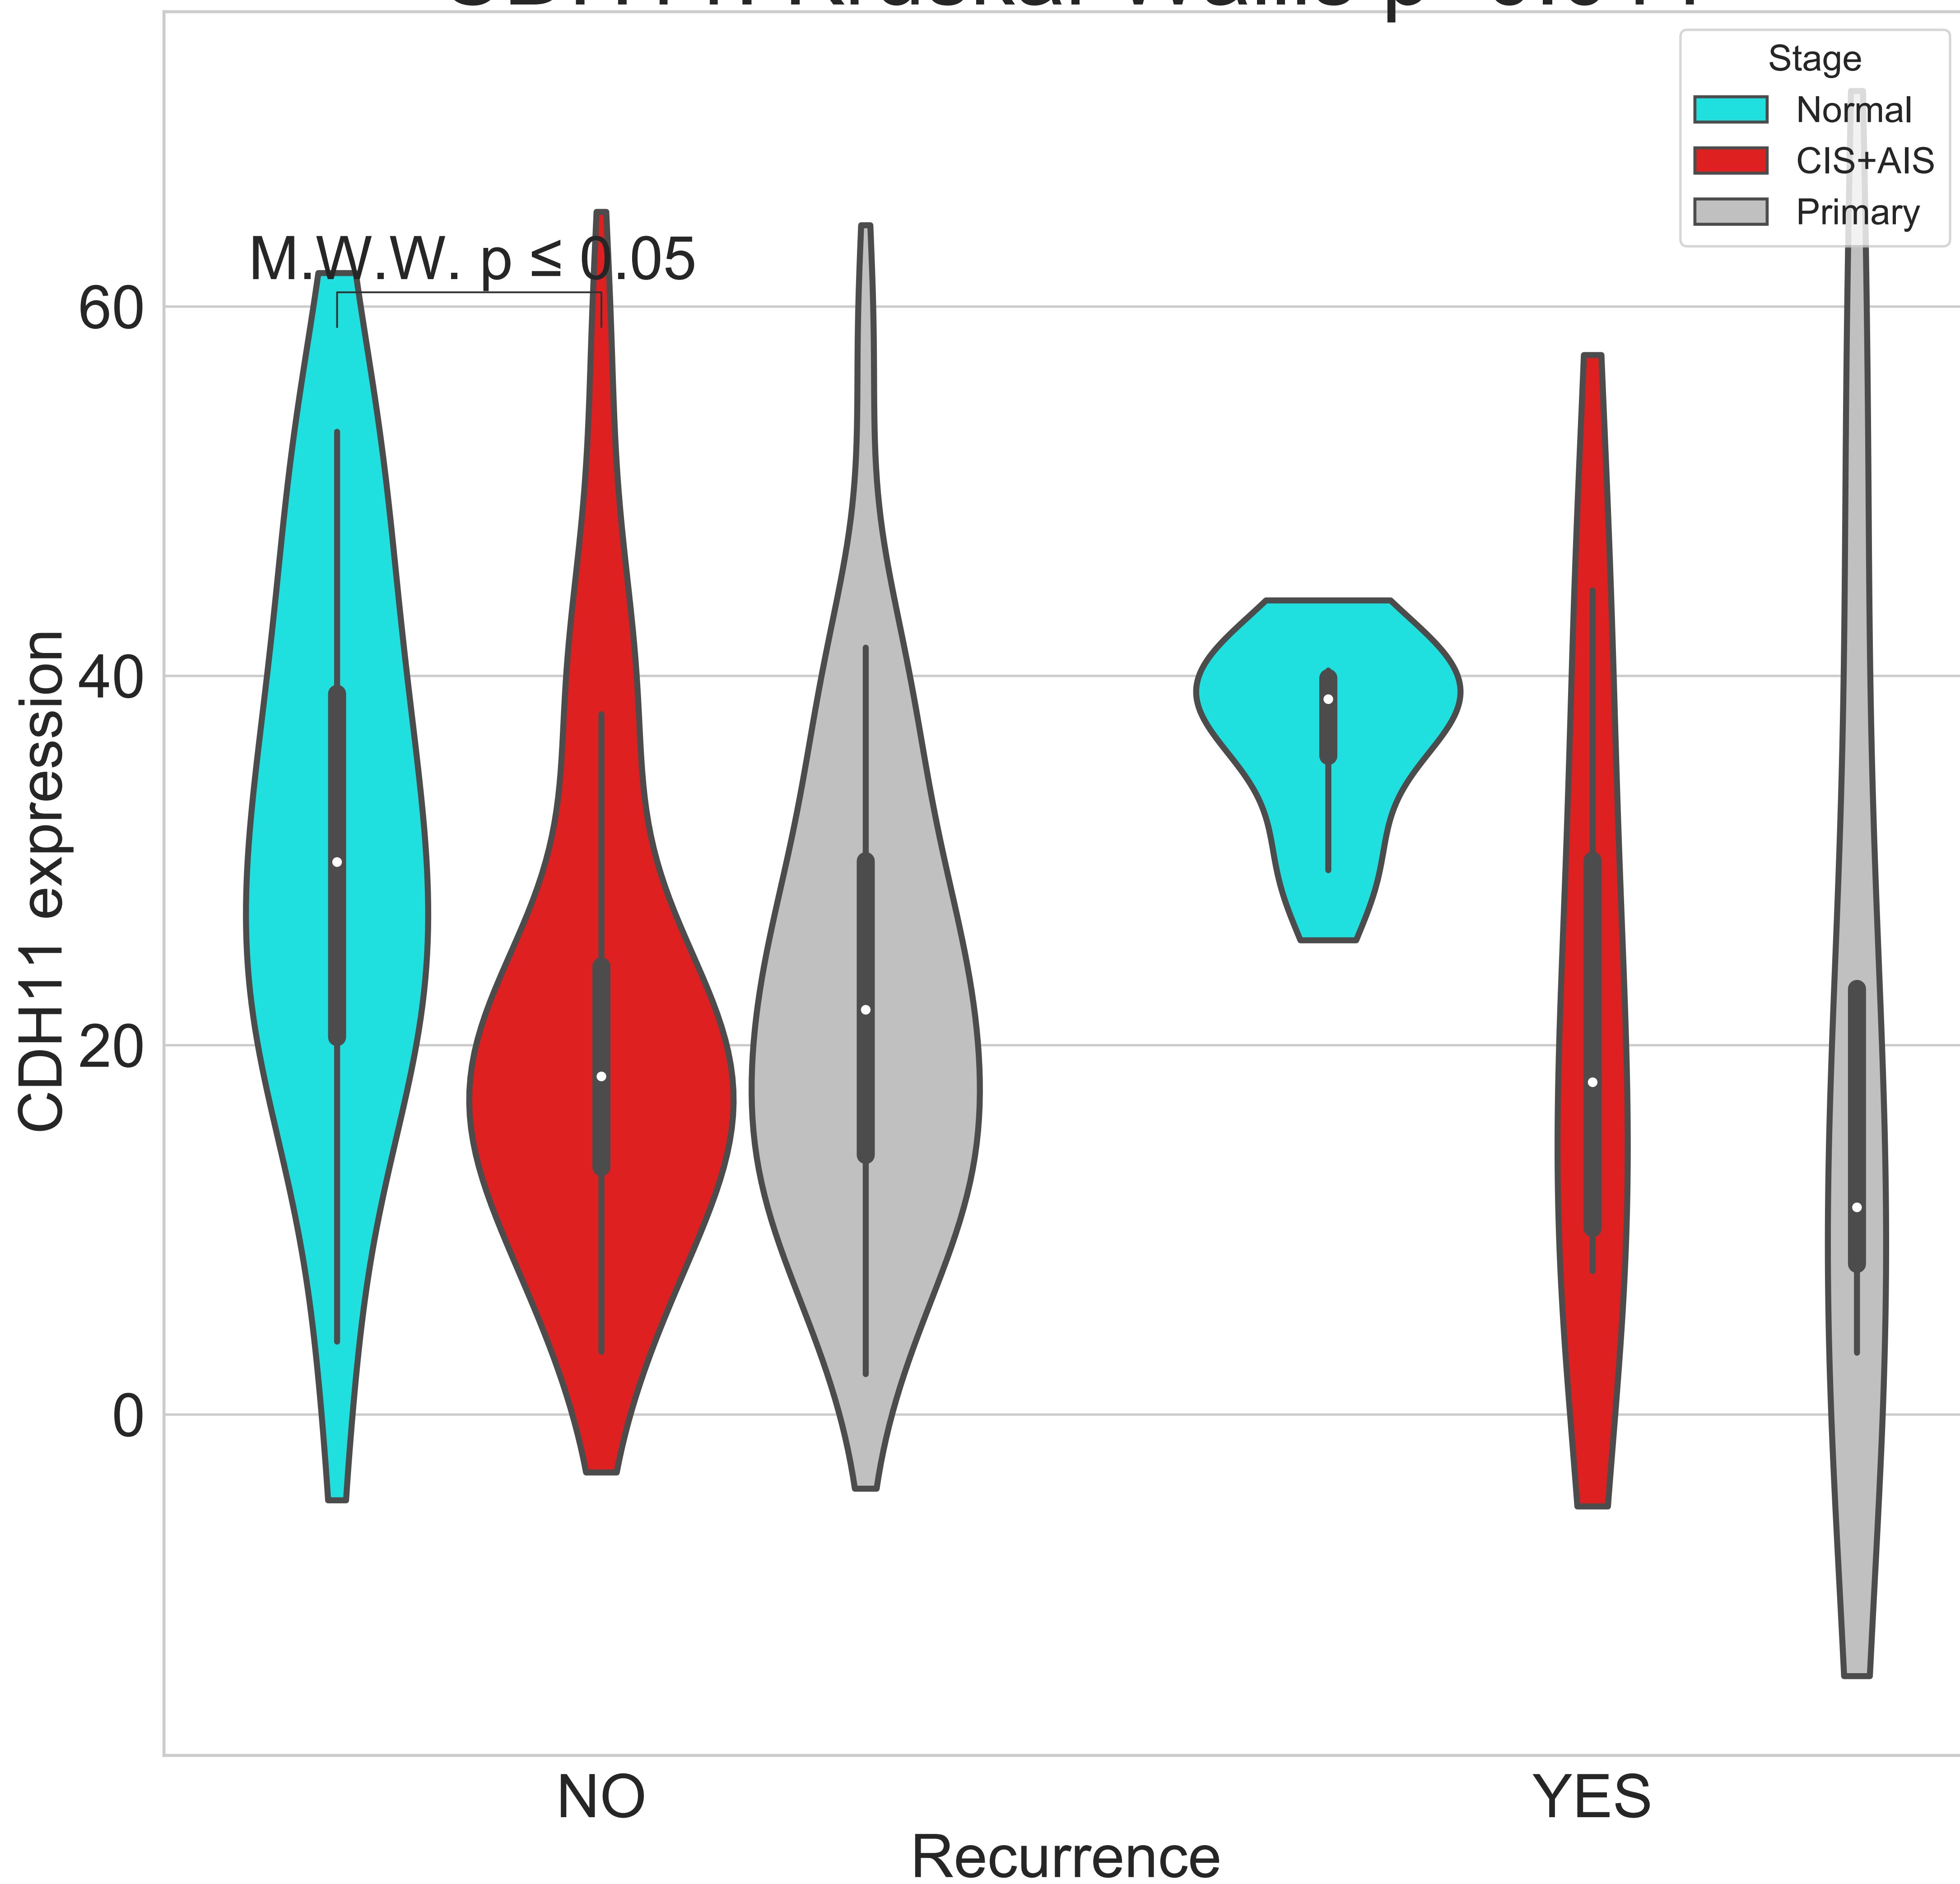 Stage
Normal
CIS+AIS
Primary
M.W.W. p ≤ 0.05
60
40
20
0
CDH11 expression
NO
YES
Recurrence